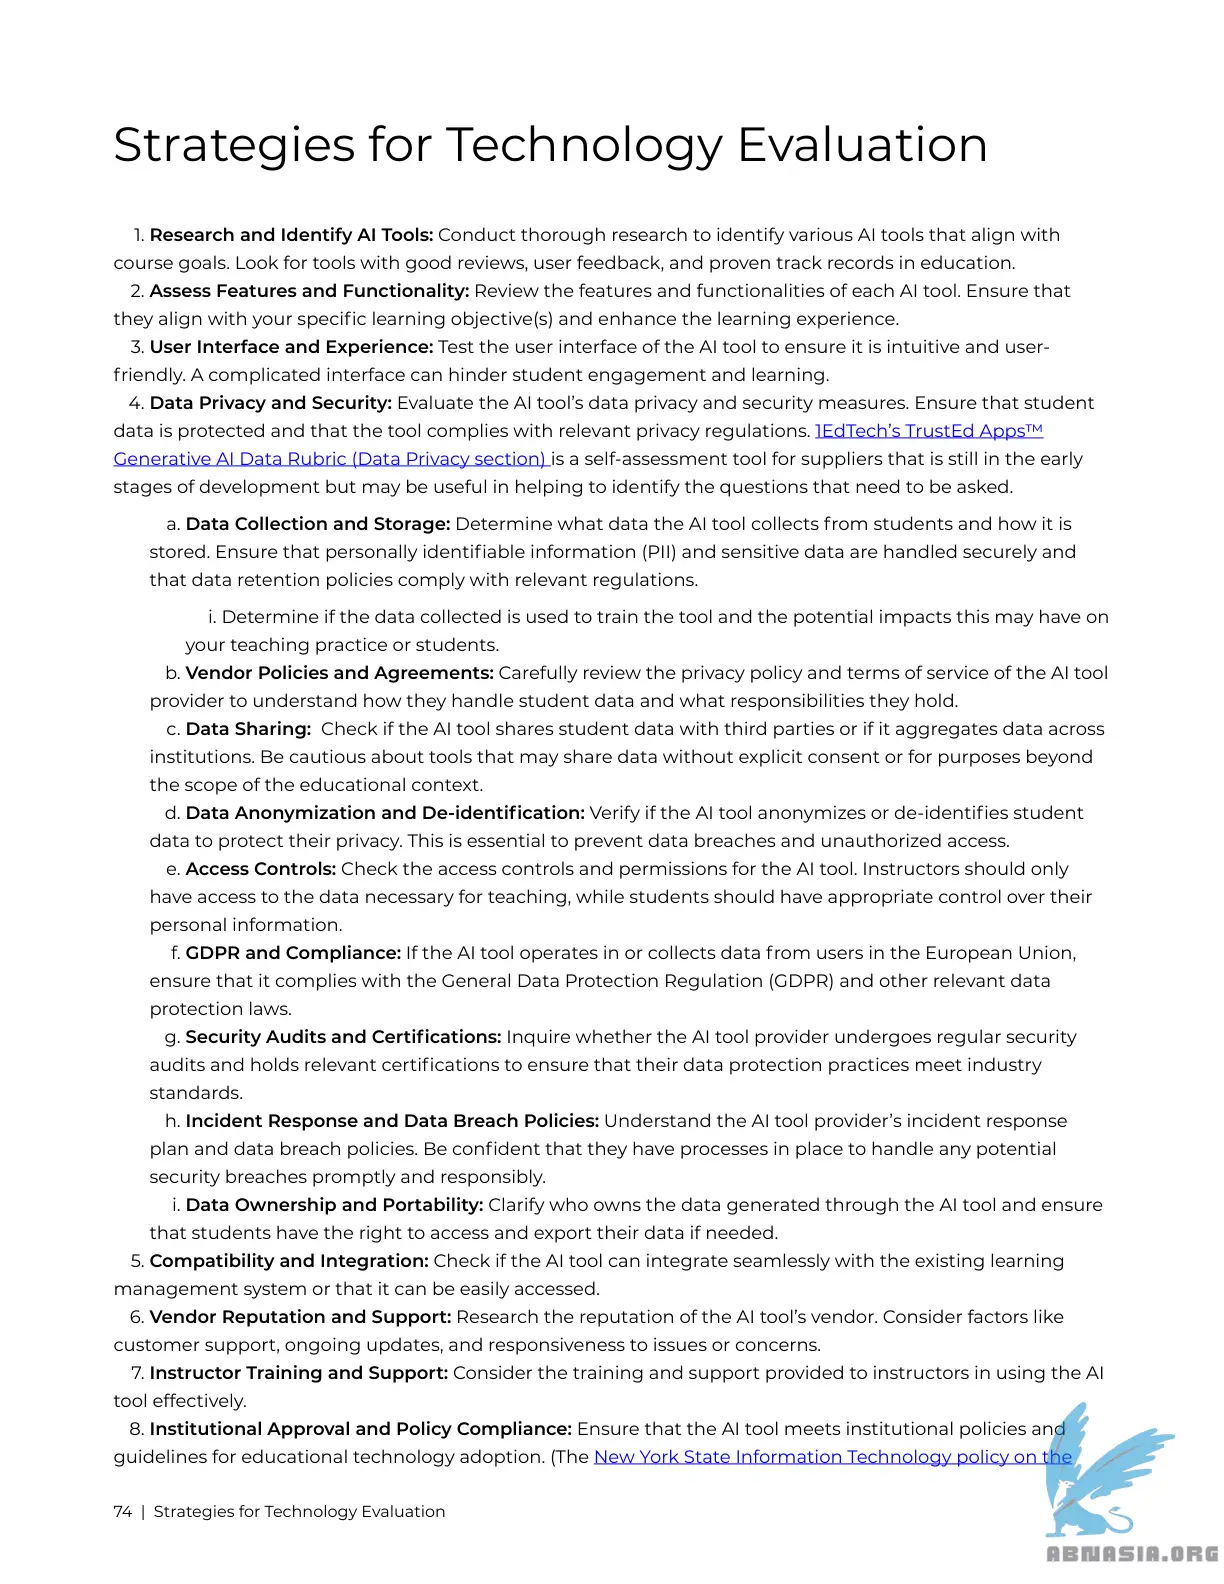 Strategies for Technology Evaluation
1. Research and Identify AI Tools: Conduct thorough research to identify various AI tools that align with
course goals. Look for tools with good reviews, user feedback, and proven track records in education.
2. Assess Features and Functionality: Review the features and functionalities of each AI tool. Ensure that
they align with your specific learning objective(s) and enhance the learning experience.
3. User Interface and Experience: Test the user interface of the AI tool to ensure it is intuitive and user-
friendly. A complicated interface can hinder student engagement and learning.
4. Data Privacy and Security: Evaluate the AI tool’s data privacy and security measures. Ensure that student
data is protected and that the tool complies with relevant privacy regulations. 1EdTech’s TrustEd Apps™
Generative AI Data Rubric (Data Privacy section) is a self-assessment tool for suppliers that is still in the early
stages of development but may be useful in helping to identify the questions that need to be asked.
a. Data Collection and Storage: Determine what data the AI tool collects from students and how it is
stored. Ensure that personally identifiable information (PII) and sensitive data are handled securely and
that data retention policies comply with relevant regulations.
i. Determine if the data collected is used to train the tool and the potential impacts this may have on
your teaching practice or students.
b. Vendor Policies and Agreements: Carefully review the privacy policy and terms of service of the AI tool
provider to understand how they handle student data and what responsibilities they hold.
c. Data Sharing:  Check if the AI tool shares student data with third parties or if it aggregates data across
institutions. Be cautious about tools that may share data without explicit consent or for purposes beyond
the scope of the educational context.
d. Data Anonymization and De-identification: Verify if the AI tool anonymizes or de-identifies student
data to protect their privacy. This is essential to prevent data breaches and unauthorized access.
e. Access Controls: Check the access controls and permissions for the AI tool. Instructors should only
have access to the data necessary for teaching, while students should have appropriate control over their
personal information.
f. GDPR and Compliance: If the AI tool operates in or collects data from users in the European Union,
ensure that it complies with the General Data Protection Regulation (GDPR) and other relevant data
protection laws.
g. Security Audits and Certifications: Inquire whether the AI tool provider undergoes regular security
audits and holds relevant certifications to ensure that their data protection practices meet industry
standards.
h. Incident Response and Data Breach Policies: Understand the AI tool provider’s incident response
plan and data breach policies. Be confident that they have processes in place to handle any potential
security breaches promptly and responsibly.
i. Data Ownership and Portability: Clarify who owns the data generated through the AI tool and ensure
that students have the right to access and export their data if needed.
5. Compatibility and Integration: Check if the AI tool can integrate seamlessly with the existing learning
management system or that it can be easily accessed.
6. Vendor Reputation and Support: Research the reputation of the AI tool’s vendor. Consider factors like
customer support, ongoing updates, and responsiveness to issues or concerns.
7. Instructor Training and Support: Consider the training and support provided to instructors in using the AI
tool effectively.
8. Institutional Approval and Policy Compliance: Ensure that the AI tool meets institutional policies and
guidelines for educational technology adoption. (The New York State Information Technology policy on the
74 | Strategies for Technology Evaluation
ABNASIA.ORG